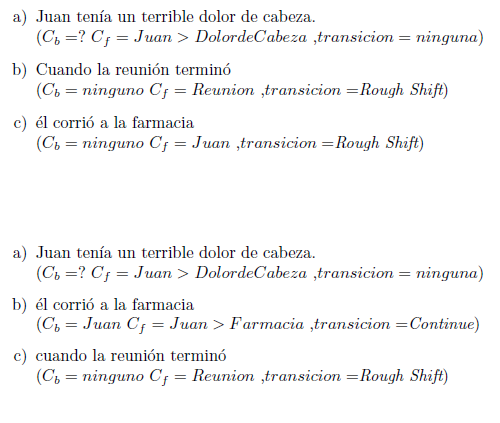 a) Juan tenía un terrible dolor de cabeza.
(C_b =? C_f = Juan > DolordeCabeza ,transicion = ninguna)
b) Cuando la reunión terminó
(C_b = ninguno C_f = Reunion ,transicion =Rough Shift)
c) él corrió a la farmacia
(C_b = ninguno C_f = Juan ,transicion =Rough Shift)
a) Juan tenía un terrible dolor de cabeza.
(C_b =? C_f = Juan > DolordeCabeza ,transicion = ninguna)
b) él corrió a la farmacia
(C_b = Juan C_f = Juan > Farmacia ,transicion =Continue)
c) cuando la reunión terminó
(C_b = ninguno C_f = Reunion ,transicion =Rough Shift)